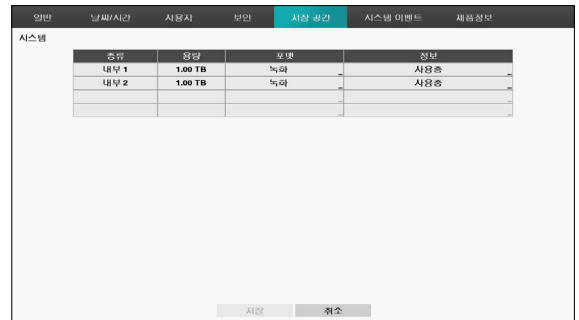 일반 날짜/시간 사용자 보안 저장 공간 시스템 이벤트 제품정보
시스템
종류 용량 포맷 정보
내부 1 1.00 TB 녹화 사용중
내부 2 1.00 TB 녹화 사용중
저장 취소